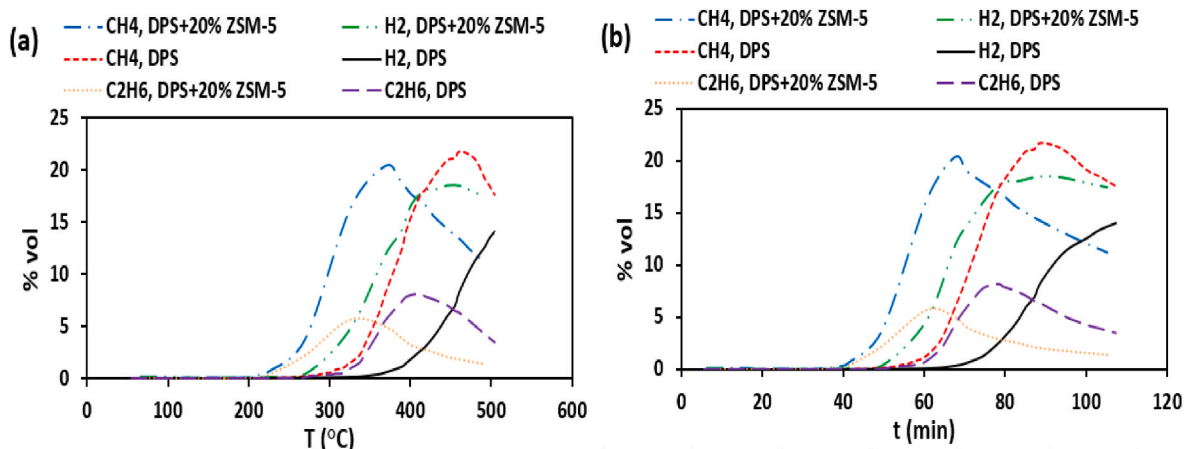 (a)
CH4, DPS+20% ZSM-5 H2, DPS+20% ZSM-5
CH4, DPS H2, DPS
C2H6, DPS+20% ZSM-5 C2H6, DPS
25
20
15
10
5
0
% vol
0 100 200 300 400 500 600
T (°C)
(b)
CH4, DPS+20% ZSM-5 H2, DPS+20% ZSM-5
CH4, DPS H2, DPS
C2H6, DPS+20% ZSM-5 C2H6, DPS
25
20
15
10
5
0
% vol
0 20 40 60 80 100 120
t (min)